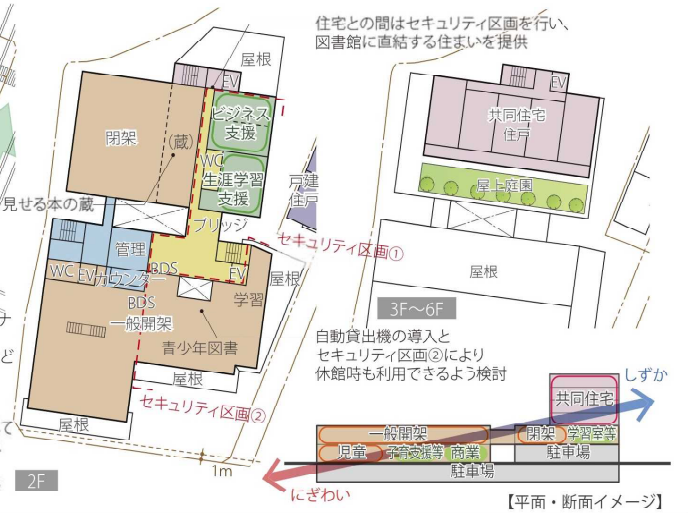 住宅との間はセキュリティ区画を行い、
図書館に直結する住まいを提供
屋根
EV
ビジネス
支援
閉架
(蔵)
WC
生涯学習
支援
戸建
住戸
見せる本の蔵
ブリッジ
セキュリティ区画①
管理
WC
EV
カウンター
BDS
EV
屋根
BDS
学習
一般開架
青少年図書
屋根
セキュリティ区画②
屋根
1m
2F
EV
共同住宅
住戸
屋上庭園
屋根
3F～6F
ナ
ど
て
自動貸出機の導入と
セキュリティ区画②により
休館時も利用できるよう検討
しずか
共同住宅
一般開架
閉架
学習室等
児童
子育支援等
商業
駐車場
駐車場
にぎわい
【平面・断面イメージ】